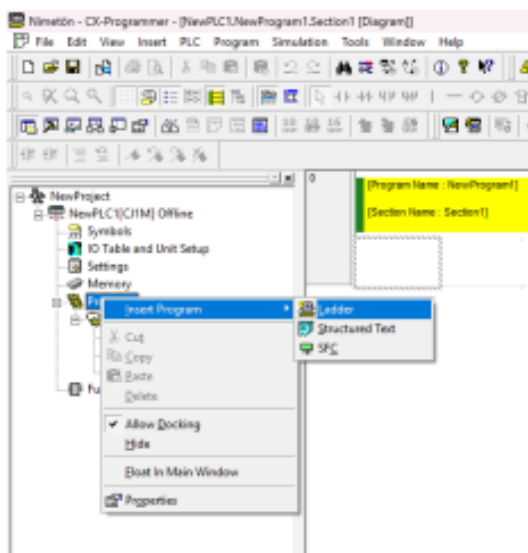 Nimetön - CX-Programmer - [NewPLC1.NewProgram1.Section1 [Diagram]]
File Edit View Insert PLC Program Simulation Tools Window Help
NewProject
NewPLC1[CJ1M] Offline
Symbols
IO Table and Unit Setup
Settings
Memory
Insert Program
Ladder
Structured Text
SFC
Cut
Copy
Paste
Delete
Fu
Allow Docking
Hide
Float In Main Window
Properties
0
[Program Name : NewProgram1]
[Section Name : Section1]